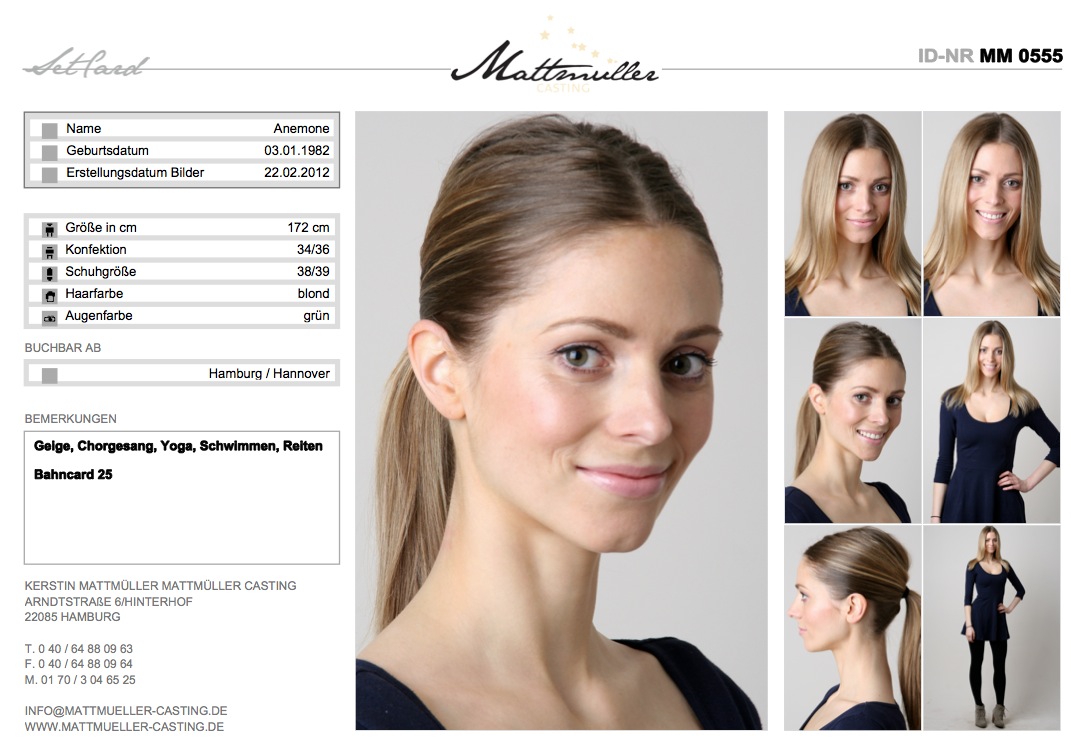 SetCard
Mattmüller
CASTING
ID-NR MM 0555
Name Anemone
Geburtsdatum 03.01.1982
Erstellungsdatum Bilder 22.02.2012
Größe in cm 172 cm
Konfektion 34/36
Schuhgröße 38/39
Haarfarbe blond
Augenfarbe grün
BUCHBAR AB
Hamburg / Hannover
BEMERKUNGEN
Geige, Chorgesang, Yoga, Schwimmen, Reiten
Bahncard 25
KERSTIN MATTMÜLLER MATTMÜLLER CASTING
ARNDTSTRAßE 6/HINTERHOF
22085 HAMBURG
T. 0 40 / 64 88 09 63
F. 0 40 / 64 88 09 64
M. 01 70 / 3 04 65 25
INFO@MATTMUELLER-CASTING.DE
WWW.MATTMUELLER-CASTING.DE